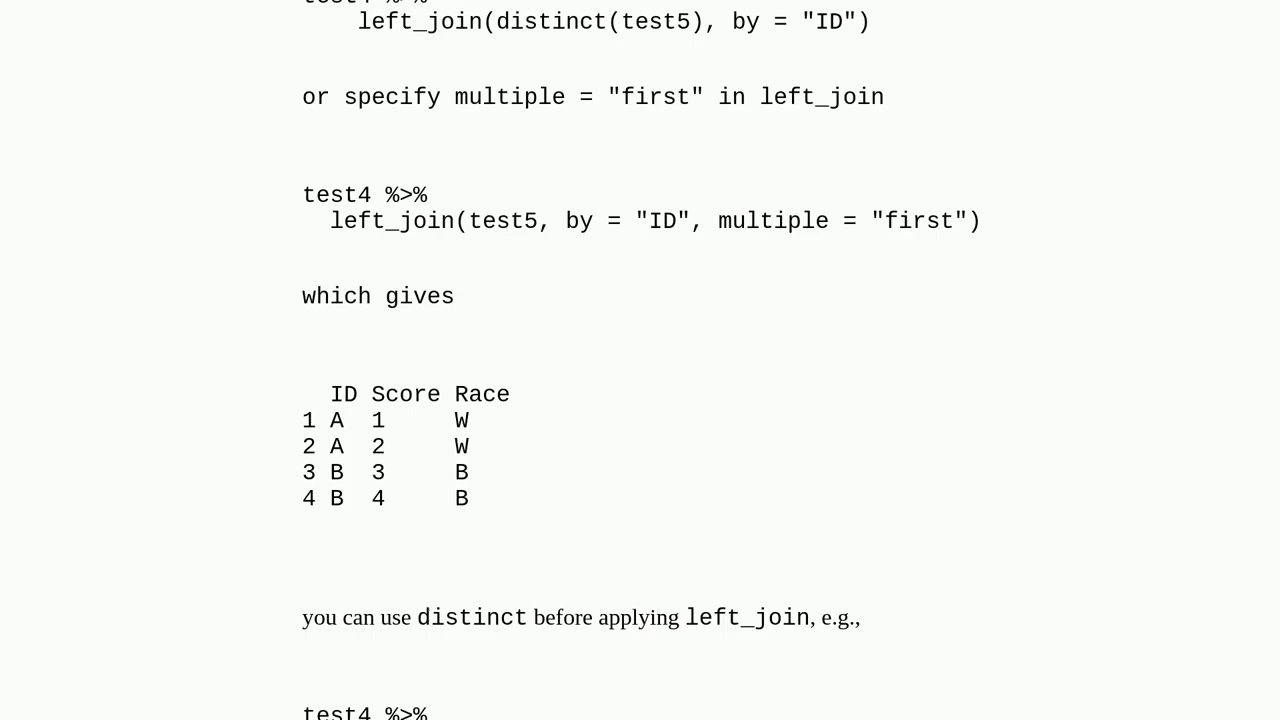 test4 %>%
    left_join(distinct(test5), by = "ID")
or specify multiple = "first" in left_join
test4 %>%
  left_join(test5, by = "ID", multiple = "first")
which gives
  ID Score Race
1 A  1     W
2 A  2     W
3 B  3     B
4 B  4     B
you can use distinct before applying left_join, e.g.,
test4 %>%